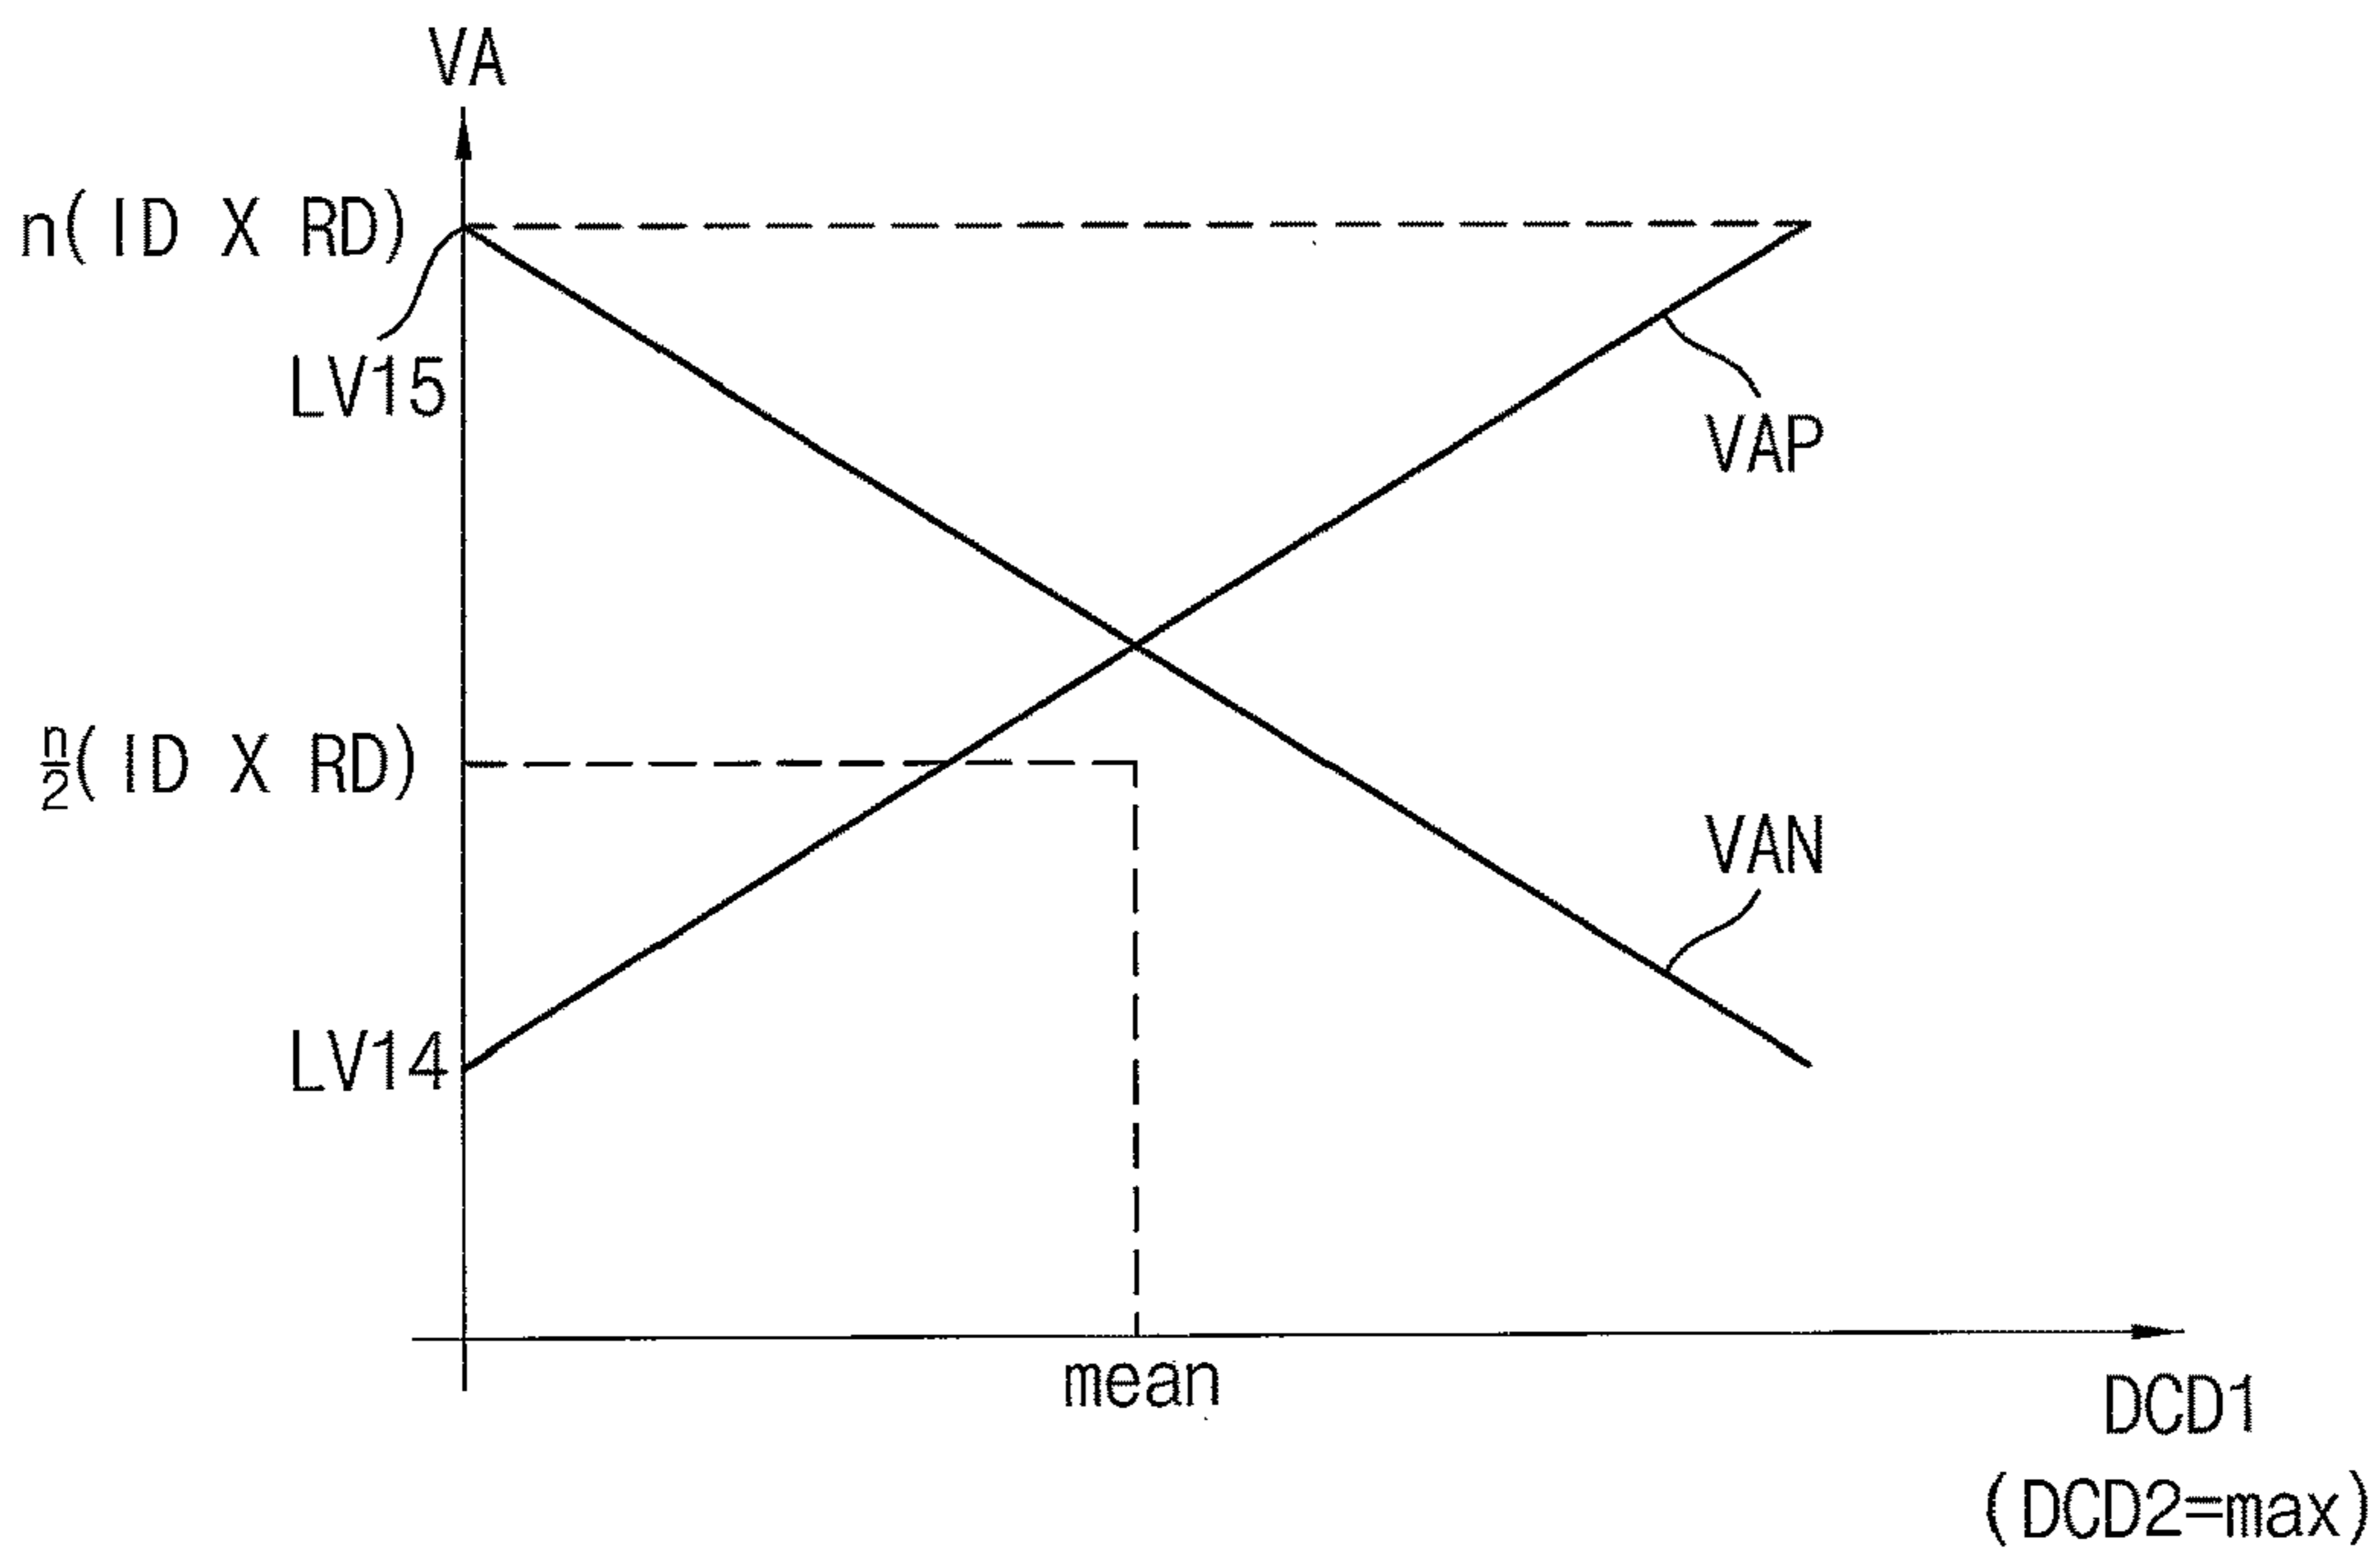 VA
n( ID X RD)
LV15
VAP
n/2( ID X RD)
VAN
LV14
mean
DCD1
(DCD2=max)